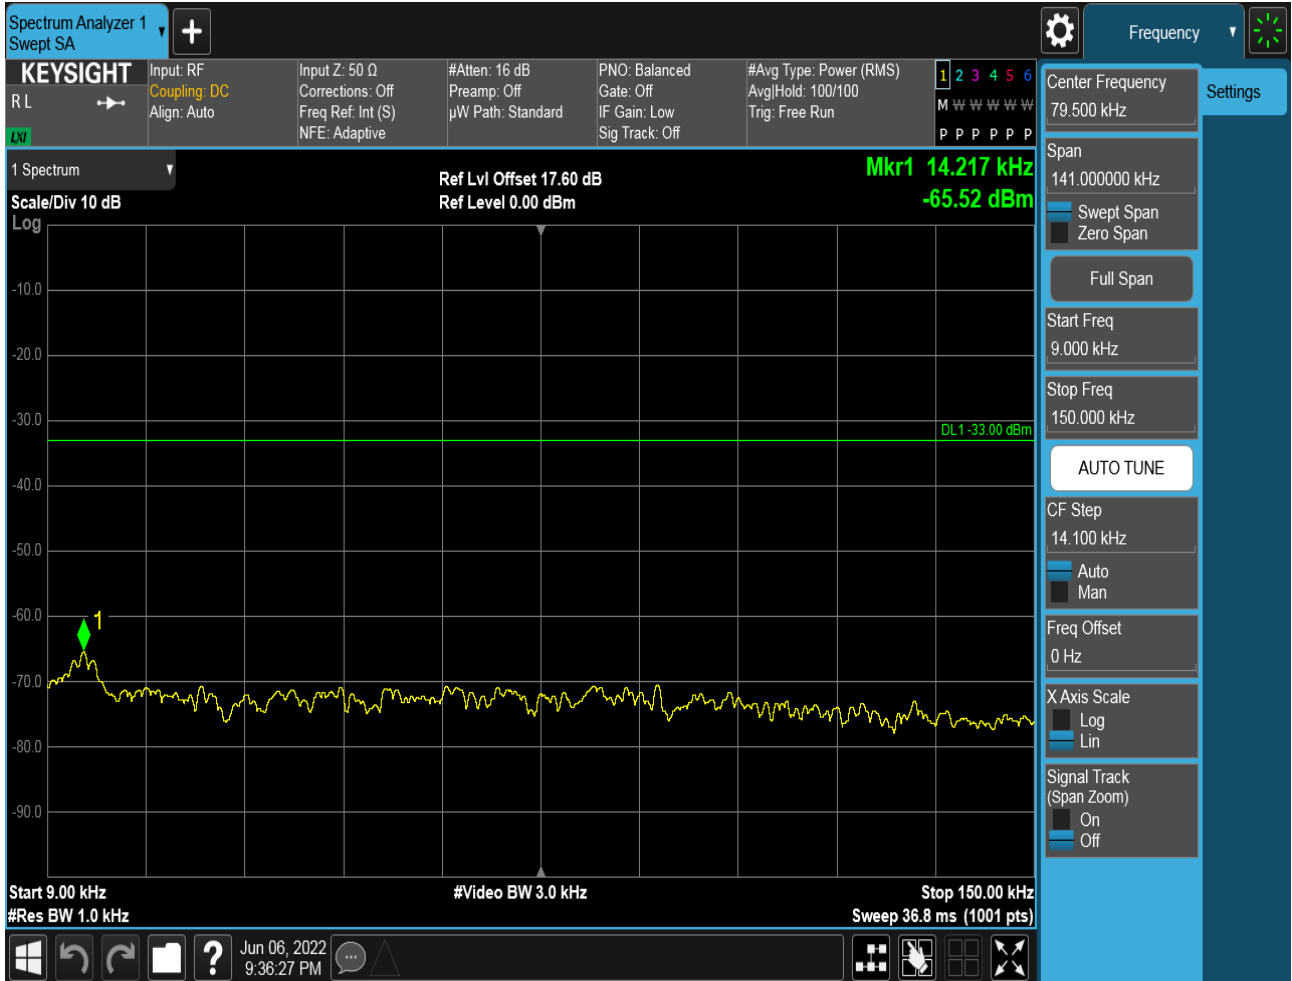 Spectrum Analyzer 1
Swept SA
Frequency
KEYSIGHT
R L
LXI
Input: RF
Coupling: DC
Align: Auto
Input Z: 50 Ω
Corrections: Off
Freq Ref: Int (S)
NFE: Adaptive
#Atten: 16 dB
Preamp: Off
µW Path: Standard
PNO: Balanced
Gate: Off
IF Gain: Low
Sig Track: Off
#Avg Type: Power (RMS)
Avg|Hold: 100/100
Trig: Free Run
1 2 3 4 5 6
M W W W W W
P P P P P P
1 Spectrum
Scale/Div 10 dB
Log
Ref Lvl Offset 17.60 dB
Ref Level 0.00 dBm
Mkr1 14.217 kHz
-65.52 dBm
-10.0
-20.0
-30.0
DL1 -33.00 dBm
-40.0
-50.0
-60.0
1
-70.0
-80.0
-90.0
Start 9.00 kHz
#Res BW 1.0 kHz
#Video BW 3.0 kHz
Stop 150.00 kHz
Sweep 36.8 ms (1001 pts)
Center Frequency
79.500 kHz
Settings
Span
141.000000 kHz
Swept Span
Zero Span
Full Span
Start Freq
9.000 kHz
Stop Freq
150.000 kHz
AUTO TUNE
CF Step
14.100 kHz
Auto
Man
Freq Offset
0 Hz
X Axis Scale
Log
Lin
Signal Track
(Span Zoom)
On
Off
?
Jun 06, 2022
9:36:27 PM